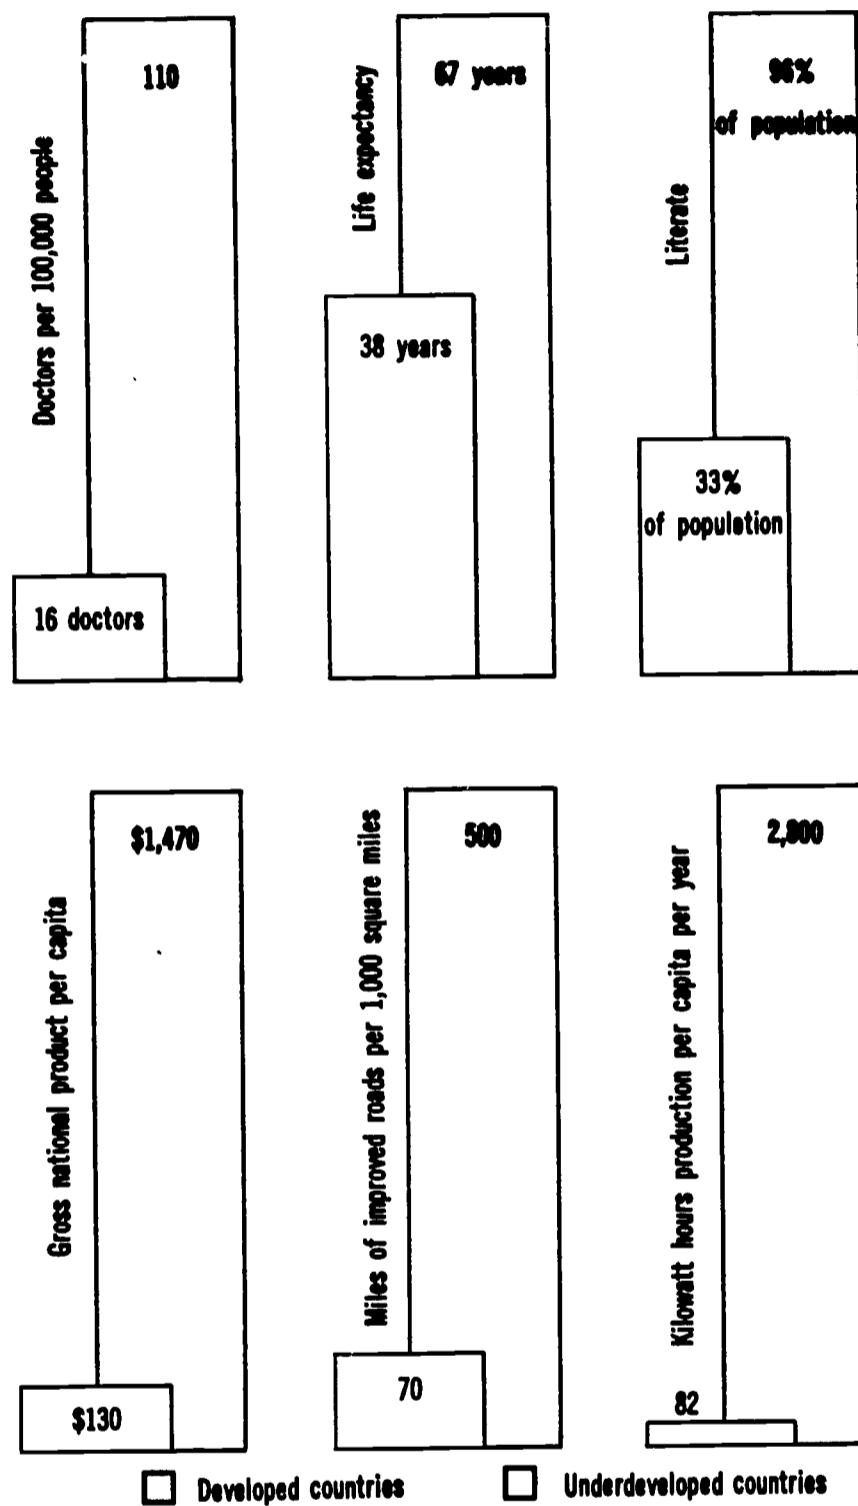 Doctors per 100,000 people
110
16 doctors
Life expectancy
67 years
38 years
Literate
96%
of population
33%
of population
Gross national product per capita
$1,470
$130
Miles of improved roads per 1,000 square miles
500
70
Kilowatt hours production per capita per year
2,800
82
Developed countries
Underdeveloped countries